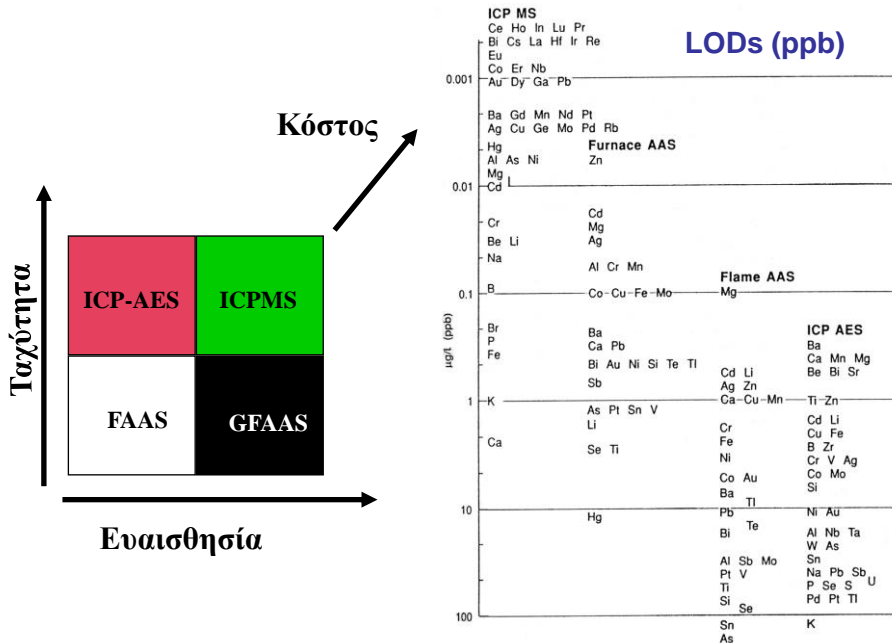 Κόστος
Ταχύτητα
ICP-AES ICPMS
FAAS GFAAS
Ευαισθησία
LODs (ppb)
µg/l (ppb)
0.001
0.01
0.1
1
10
100
ICP MS
Ce Ho In Lu Pr
Bi Cs La Hf Ir Re
Eu
Co Er Nb
Au Dy Ga Pb
Ba Gd Mn Nd Pt
Ag Cu Ge Mo Pd Rb
Hg
Al As Ni
Mg
Cd
Cr
Be Li
Na
B
Br
P
Fe
K
Ca
Furnace AAS
Zn
Cd
Mg
Ag
Al Cr Mn
Co Cu Fe Mo
Ba
Ca Pb
Bi Au Ni Si Te Tl
Sb
As Pt Sn V
Li
Se Ti
Hg
Flame AAS
Mg
Cd Li
Ag Zn
Ca Cu Mn
Cr
Fe
Ni
Co Au
Ba
Tl
Pb
Te
Bi
Al Sb Mo
Pt V
Ti
Si
Se
Sn
As
ICP AES
Ba
Ca Mn Mg
Be Bi Sr
Ti Zn
Cd Li
Cu Fe
B Zr
Cr V Ag
Co Mo
Si
Ni Au
Al Nb Ta
W As
Sn
Na Pb Sb
U
P Se S
Pd Pt Tl
K